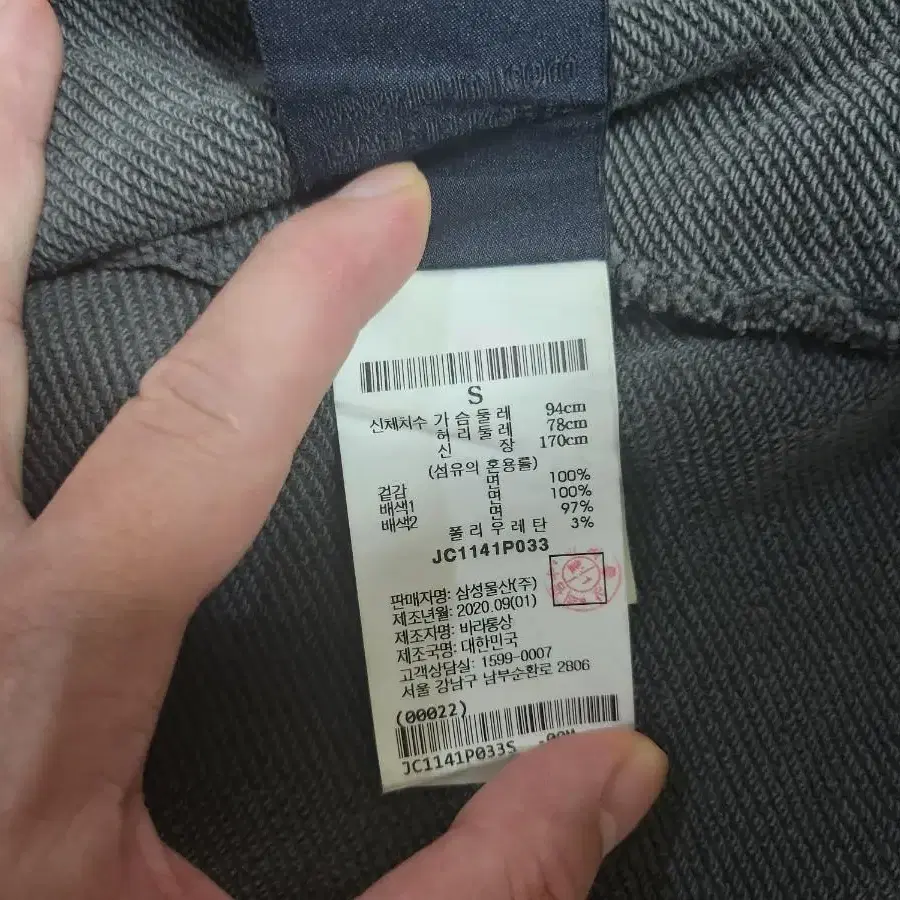 S
신체치수 가슴둘레 94cm
허리둘레 78cm
신장 170cm
(섬유의 혼용률)
겉감 면 100%
배색1 면 100%
배색2 면 97%
폴리우레탄 3%
JC1141P033
판매자명: 삼성물산(주)
제조년월: 2020.09(01)
제조자명: 바라통상
제조국명: 대한민국
고객상담실: 1599-0007
서울 강남구 남부순환로 2806
(00022)
JC1141P033S